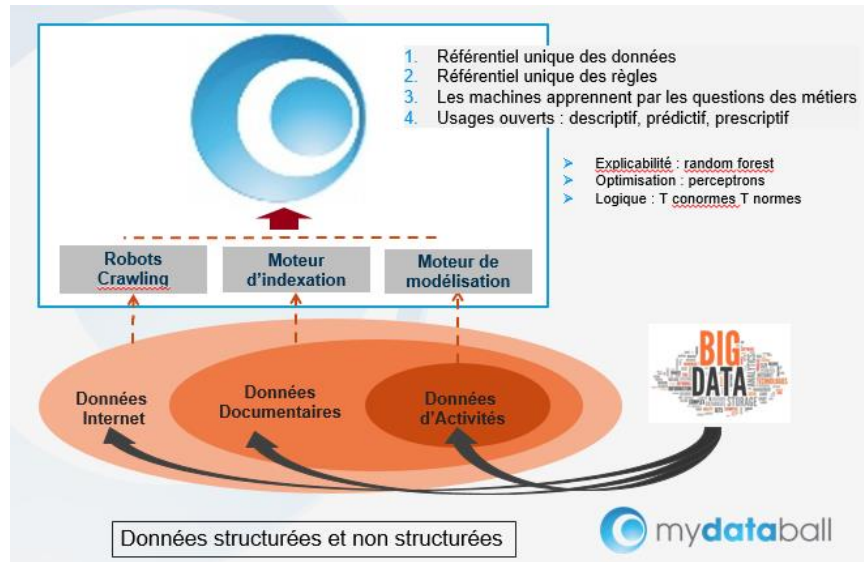 1. Référentiel unique des données
2. Référentiel unique des règles
3. Les machines apprennent par les questions des métiers
4. Usages ouverts : descriptif, prédictif, prescriptif
➢ Explicabilité : random forest
➢ Optimisation : perceptrons
➢ Logique : T conormes T normes
Robots
Crawling
Moteur
d'indexation
Moteur de
modélisation
Données
Internet
Données
Documentaires
Données
d'Activités
BIG
DATA
ANALYTICS
STORAGE
Données structurées et non structurées
mydataball